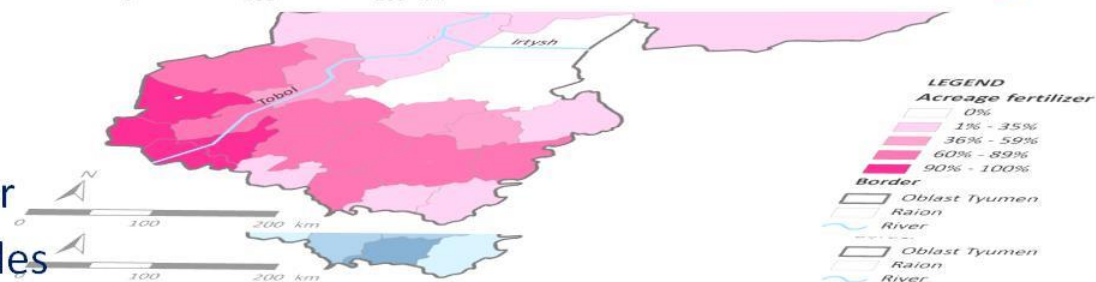 Irtysh
Tobol
LEGEND
Acreage fertilizer
0%
1% - 35%
36% - 59%
60% - 89%
90% - 100%
Border
Oblast Tyumen
Raion
River
N
0 100 200 km
Oblast Tyumen
Raion
River
0 100 200 km